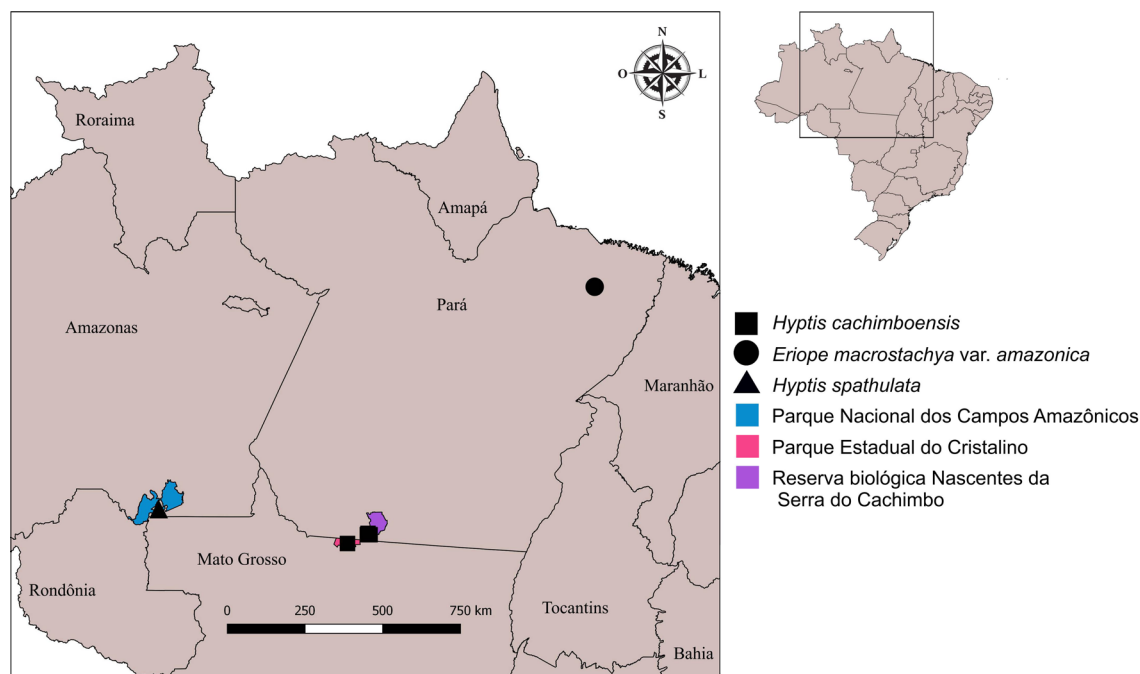 N
O
L
S
Roraima
Amapá
Pará
Amazonas
Maranhão
Mato Grosso
Rondônia
Tocantins
Bahia
0 250 500 750 km
Hyptis cachimboensis
Eriope macrostachya var. amazonica
Hyptis spathulata
Parque Nacional dos Campos Amazônicos
Parque Estadual do Cristalino
Reserva biológica Nascentes da
Serra do Cachimbo